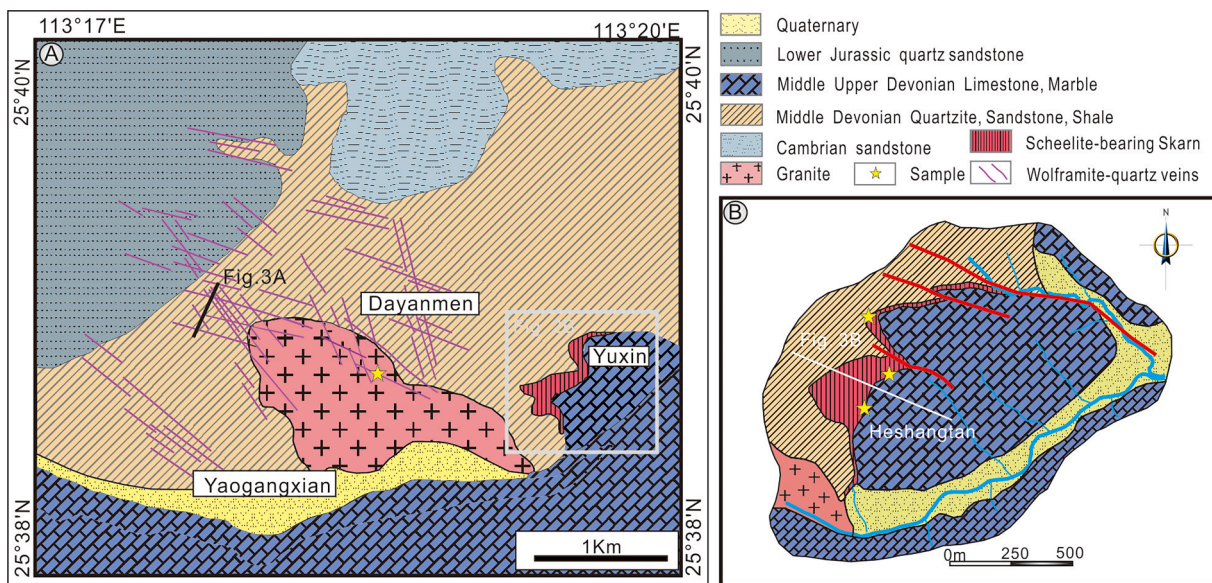 113°17'E
113°20'E
A
25°40'N
25°40'N
Fig.3A
Dayanmen
Fig. 2B
Yuxin
Yaogangxian
25°38'N
25°38'N
1Km
Quaternary
Lower Jurassic quartz sandstone
Middle Upper Devonian Limestone, Marble
Middle Devonian Quartzite, Sandstone, Shale
Cambrian sandstone
Scheelite-bearing Skarn
Granite
Sample
Wolframite-quartz veins
B
N
Fig. 3B
Heshangtan
0m 250 500